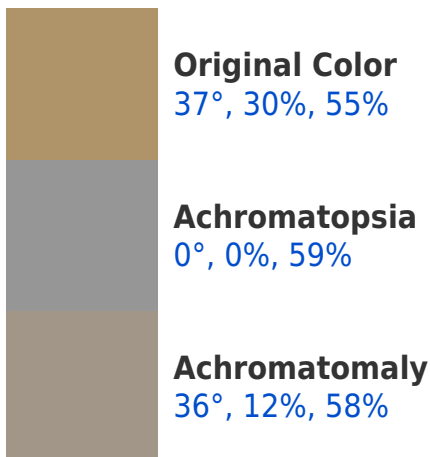 Original Color
37°, 30%, 55%
Achromatopsia
0°, 0%, 59%
Achromatomaly
36°, 12%, 58%